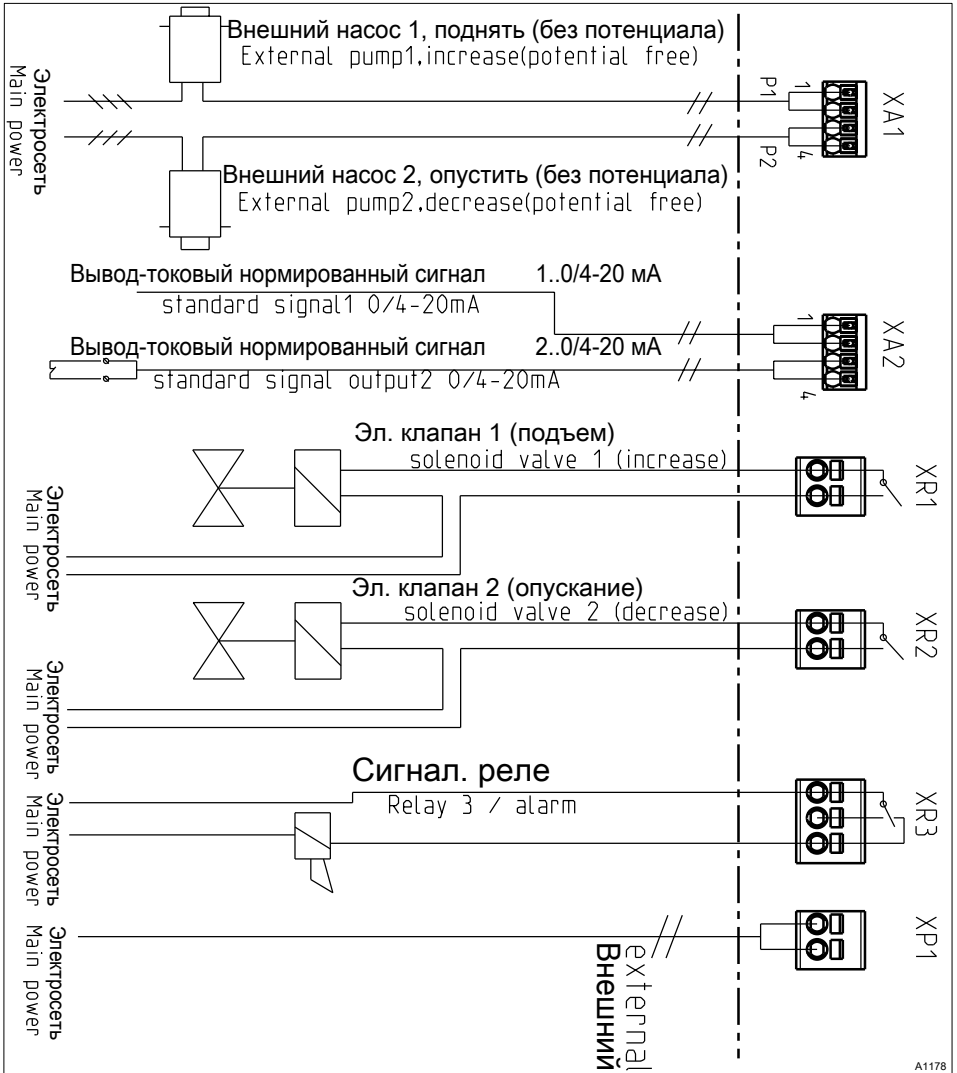 Внешний насос 1, поднять (без потенциала)
External pump1,increase(potential free)
Электросеть
Main power
P1
1
XA1
P2
4
Внешний насос 2, опустить (без потенциала)
External pump2,decrease(potential free)
Вывод-токовый нормированный сигнал 1..0/4-20 мА
standard signal1 0/4-20mA
1
XA2
Вывод-токовый нормированный сигнал 2..0/4-20 мА
standard signal output2 0/4-20mA
4
Эл. клапан 1 (подъем)
solenoid valve 1 (increase)
XR1
Электросеть
Main power
Эл. клапан 2 (опускание)
solenoid valve 2 (decrease)
XR2
Электросеть
Main power
Сигнал. реле
Relay 3 / alarm
XR3
Электросеть
Main power
XP1
Электросеть
Main power
external
Внешний
A1178